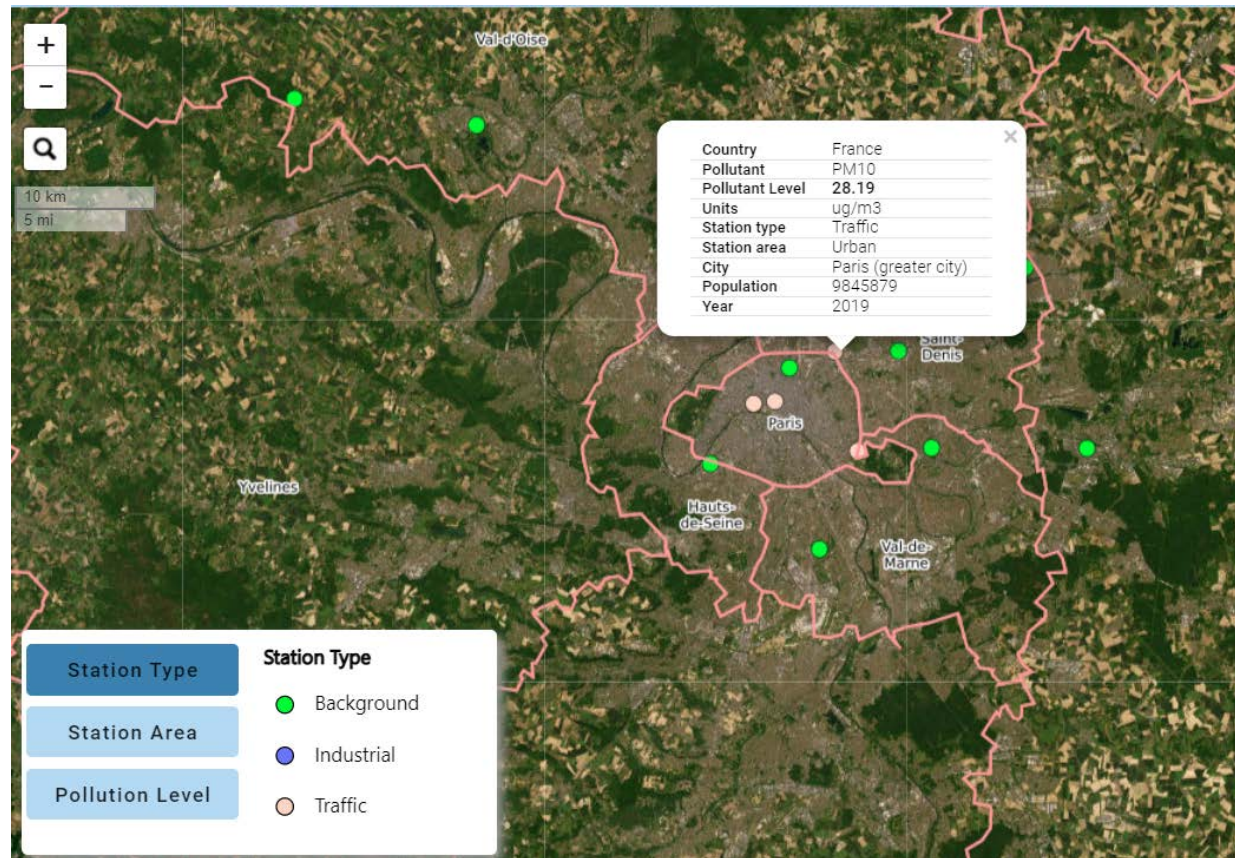 Val-d'Oise
+
−
10 km
5 mi
×
Country France
Pollutant PM10
Pollutant Level 28.19
Units ug/m3
Station type Traffic
Station area Urban
City Paris (greater city)
Population 9845879
Year 2019
Saint-
Denis
Paris
Yvelines
Hauts-
de-Seine
Val-de-
Marne
Station Type
Station Area
Pollution Level
Station Type
Background
Industrial
Traffic